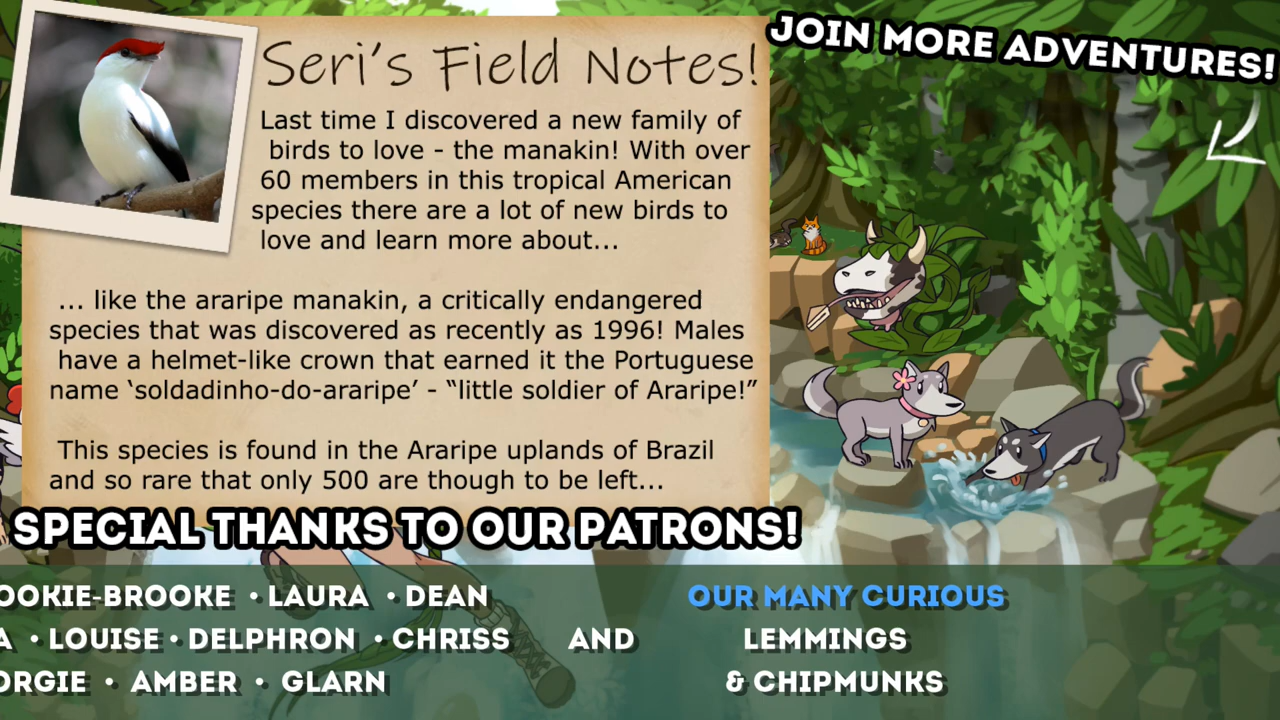 Seri's Field Notes!
Last time I discovered a new family of
birds to love - the manakin! With over
60 members in this tropical American
species there are a lot of new birds to
love and learn more about...
... like the araripe manakin, a critically endangered
species that was discovered as recently as 1996! Males
have a helmet-like crown that earned it the Portuguese
name ‘soldadinho-do-araripe’ - “little soldier of Araripe!”
This species is found in the Araripe uplands of Brazil
and so rare that only 500 are though to be left...
JOIN MORE ADVENTURES!
SPECIAL THANKS TO OUR PATRONS!
OOKIE-BROOKE • LAURA • DEAN
A • LOUISE • DELPHRON • CHRISS
ORGIE • AMBER • GLARN
AND
OUR MANY CURIOUS
LEMMINGS
& CHIPMUNKS